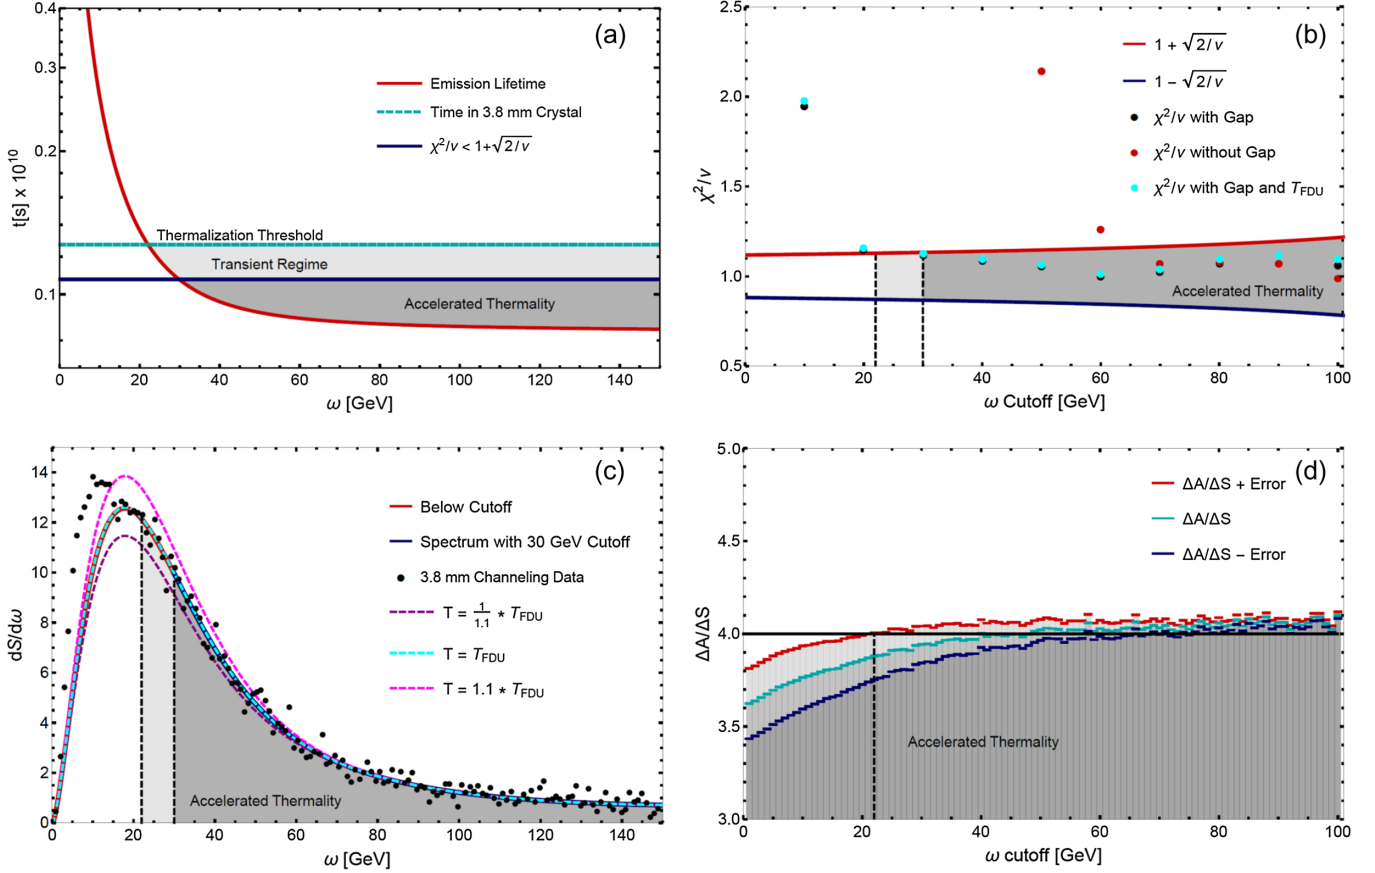 (a)
0.4
0.3
0.2
0.1
t[s] x 10¹⁰
Emission Lifetime
Time in 3.8 mm Crystal
χ²/ν < 1+√2/ν
Thermalization Threshold
Transient Regime
Accelerated Thermality
0 20 40 60 80 100 120 140
ω [GeV]
(b)
2.5
2.0
1.5
1.0
0.5
χ²/ν
1 + √2/ν
1 − √2/ν
χ²/ν with Gap
χ²/ν without Gap
χ²/ν with Gap and T_FDU
Accelerated Thermality
0 20 40 60 80 100
ω Cutoff [GeV]
(c)
14
12
10
8
6
4
2
0
dS/dω
Below Cutoff
Spectrum with 30 GeV Cutoff
3.8 mm Channeling Data
T = 1/1.1 * T_FDU
T = T_FDU
T = 1.1 * T_FDU
Accelerated Thermality
0 20 40 60 80 100 120 140
ω [GeV]
(d)
5.0
4.5
4.0
3.5
3.0
ΔA/ΔS
ΔA/ΔS + Error
ΔA/ΔS
ΔA/ΔS − Error
Accelerated Thermality
0 20 40 60 80 100
ω cutoff [GeV]